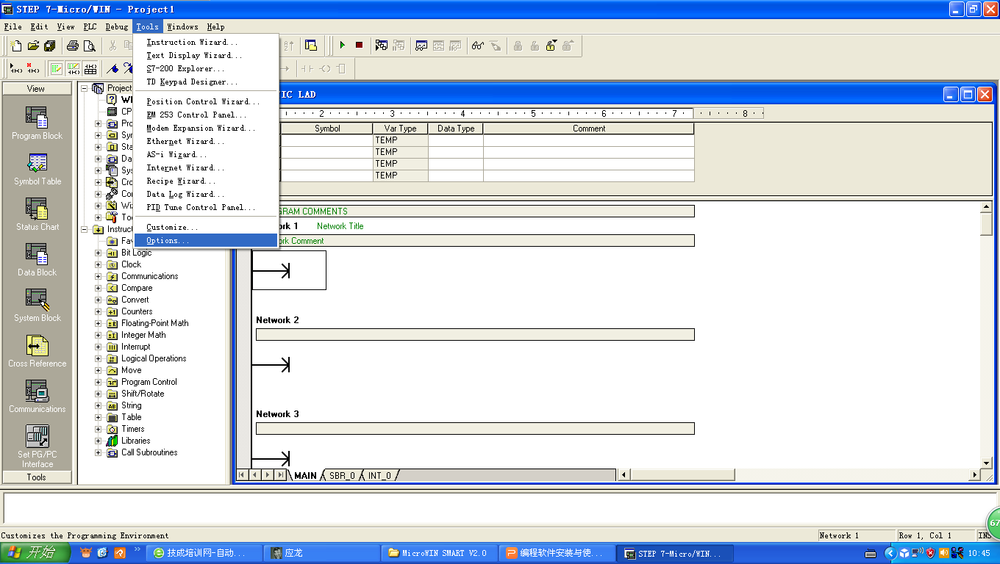 STEP 7-Micro/WIN - Project1
File Edit View PLC Debug Tools Windows Help
Instruction Wizard...
Text Display Wizard...
S7-200 Explorer...
TD Keypad Designer...
Position Control Wizard...
EM 253 Control Panel...
Modem Expansion Wizard...
Ethernet Wizard...
AS-i Wizard...
Internet Wizard...
Recipe Wizard...
Data Log Wizard...
PID Tune Control Panel...
Customize...
Options...
View
Program Block
Symbol Table
Status Chart
Data Block
System Block
Cross Reference
Communications
Set PG/PC
Interface
Tools
Project
CP
Pro
Sy
Sta
Da
Sys
Cro
Co
Wiz
Too
Instruct
Fav
Bit Logic
Clock
Communications
Compare
Convert
Counters
Floating-Point Math
Integer Math
Interrupt
Logical Operations
Move
Program Control
Shift/Rotate
String
Table
Timers
Libraries
Call Subroutines
IC LAD
2 3 4 5 6 7 8
Symbol Var Type Data Type Comment
TEMP
TEMP
TEMP
TEMP
GRAM COMMENTS
ork 1 Network Title
ork Comment
Network 2
Network 3
MAIN SBR_0 INT_0
67
Customizes the Programming Environment Network 1 Row 1, Col 1 INS
开始 技成培训网-自动... 应龙 MicroWIN SMART V2.0 编程软件安装与使... STEP 7-Micro/WIN... 10:45